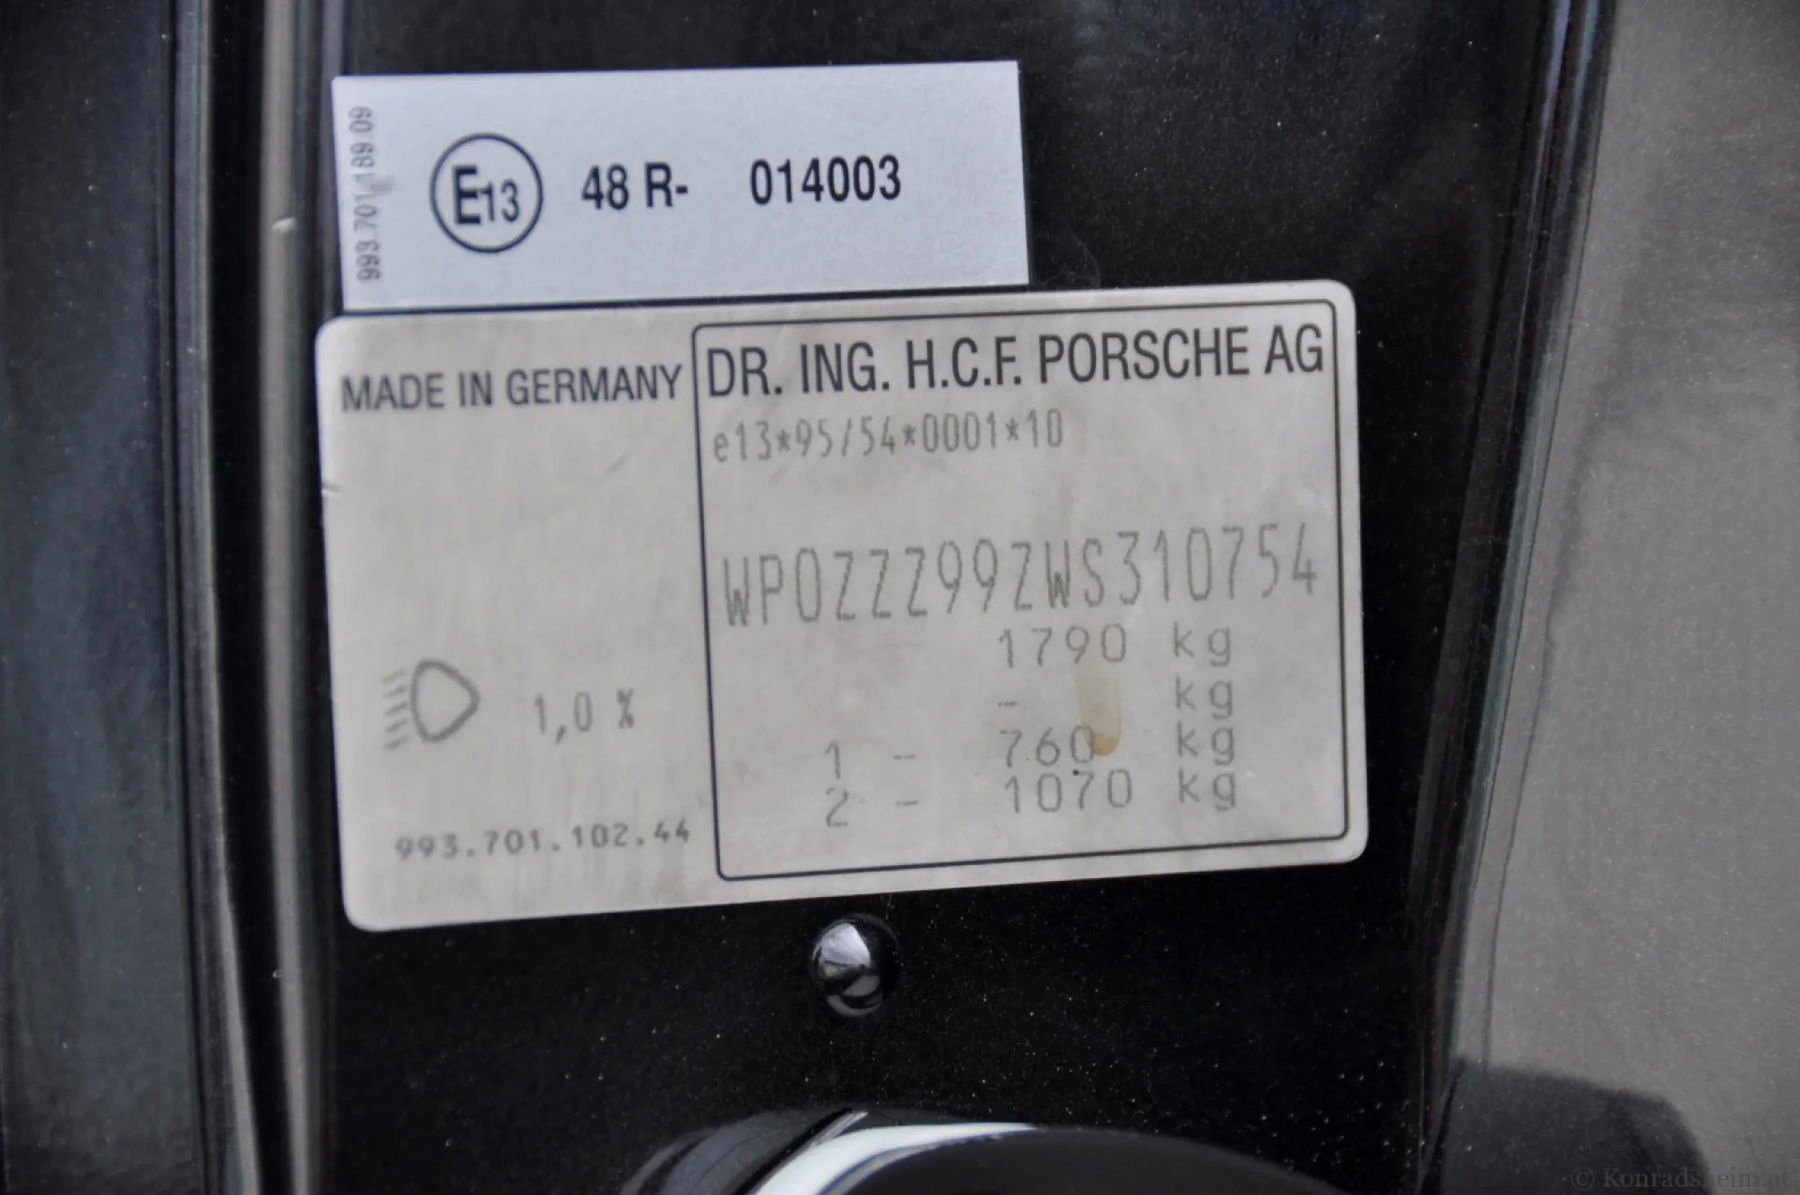 993.701.189.09
E13 48 R- 014003
MADE IN GERMANY
DR. ING. H.C.F. PORSCHE AG
e13*95/54*0001*10
WP0ZZZ99ZWS310754
1790 kg
- kg
1 - 760 kg
2 - 1070 kg
1,0 %
993.701.102.44
© Konradsheim.at